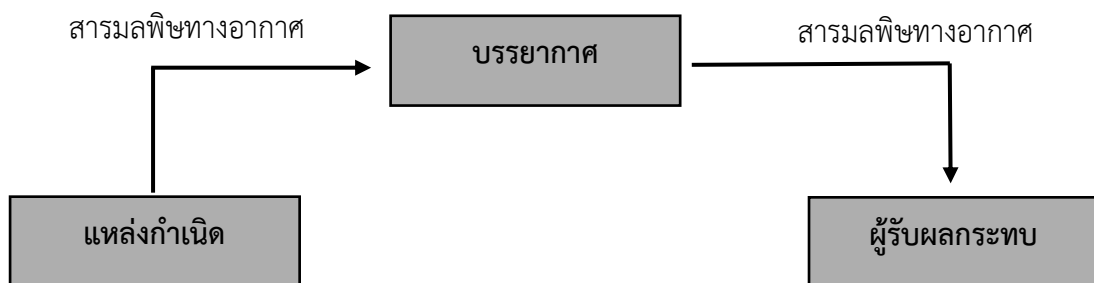 สารมลพิษทางอากาศ
บรรยากาศ
สารมลพิษทางอากาศ
แหล่งกำเนิด
ผู้รับผลกระทบ